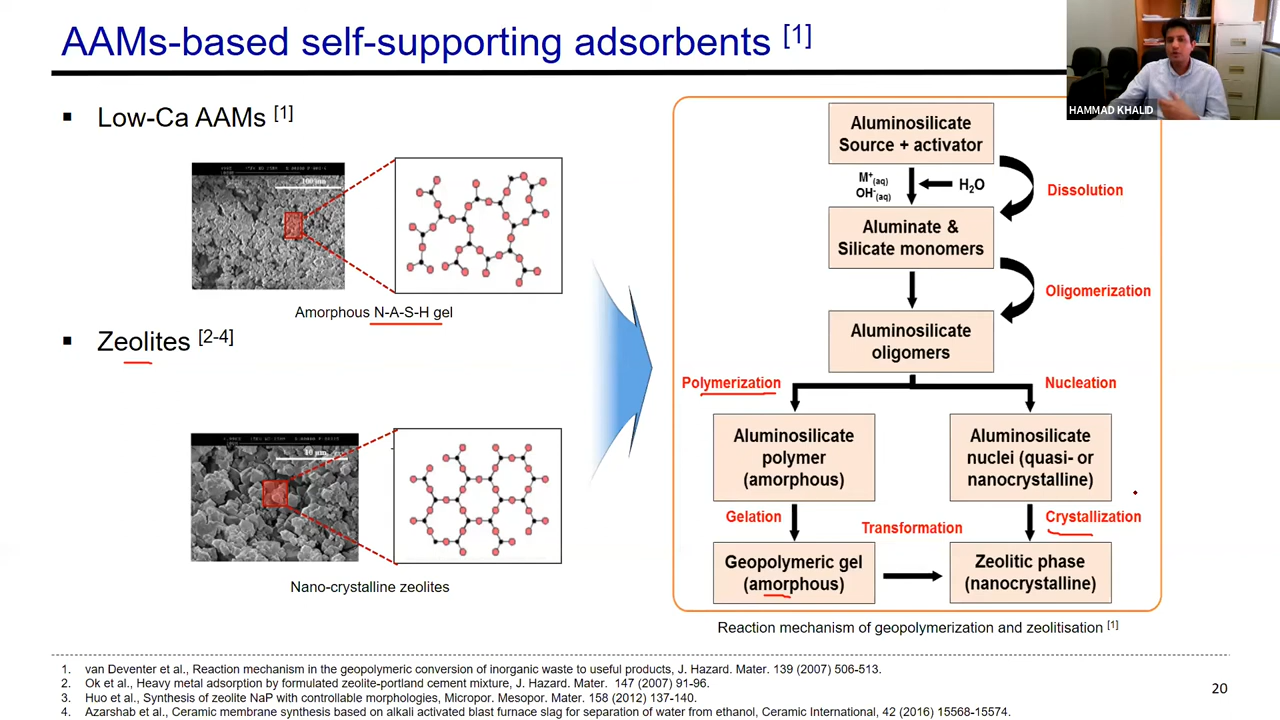 AAMs-based self-supporting adsorbents [1]
HAMMAD KHALID
▪ Low-Ca AAMs [1]
100 nm
Amorphous N-A-S-H gel
▪ Zeolites [2-4]
10 µm
Nano-crystalline zeolites
Aluminosilicate
Source + activator
M+(aq)
OH-(aq)
H2O
Dissolution
Aluminate &
Silicate monomers
Oligomerization
Aluminosilicate
oligomers
Polymerization
Nucleation
Aluminosilicate
polymer
(amorphous)
Aluminosilicate
nuclei (quasi- or
nanocrystalline)
Gelation
Transformation
Crystallization
Geopolymeric gel
(amorphous)
Zeolitic phase
(nanocrystalline)
Reaction mechanism of geopolymerization and zeolitisation [1]
1. van Deventer et al., Reaction mechanism in the geopolymeric conversion of inorganic waste to useful products, J. Hazard. Mater. 139 (2007) 506-513.
2. Ok et al., Heavy metal adsorption by formulated zeolite-portland cement mixture, J. Hazard. Mater. 147 (2007) 91-96.
3. Huo et al., Synthesis of zeolite NaP with controllable morphologies, Micropor. Mesopor. Mater. 158 (2012) 137-140.
4. Azarshab et al., Ceramic membrane synthesis based on alkali activated blast furnace slag for separation of water from ethanol, Ceramic International, 42 (2016) 15568-15574.
20